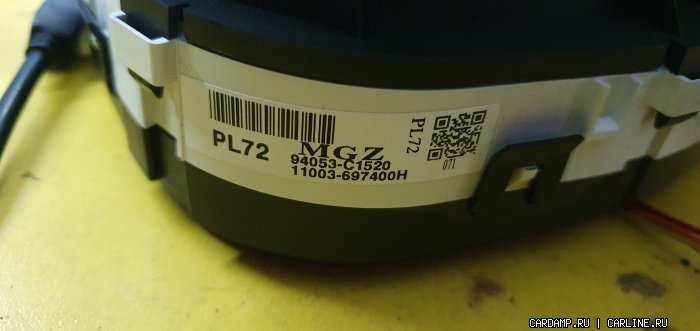 PL72
MGZ
94053-C1520
11003-697400H
PL72
071
CARDAMP.RU | CARLINE.RU